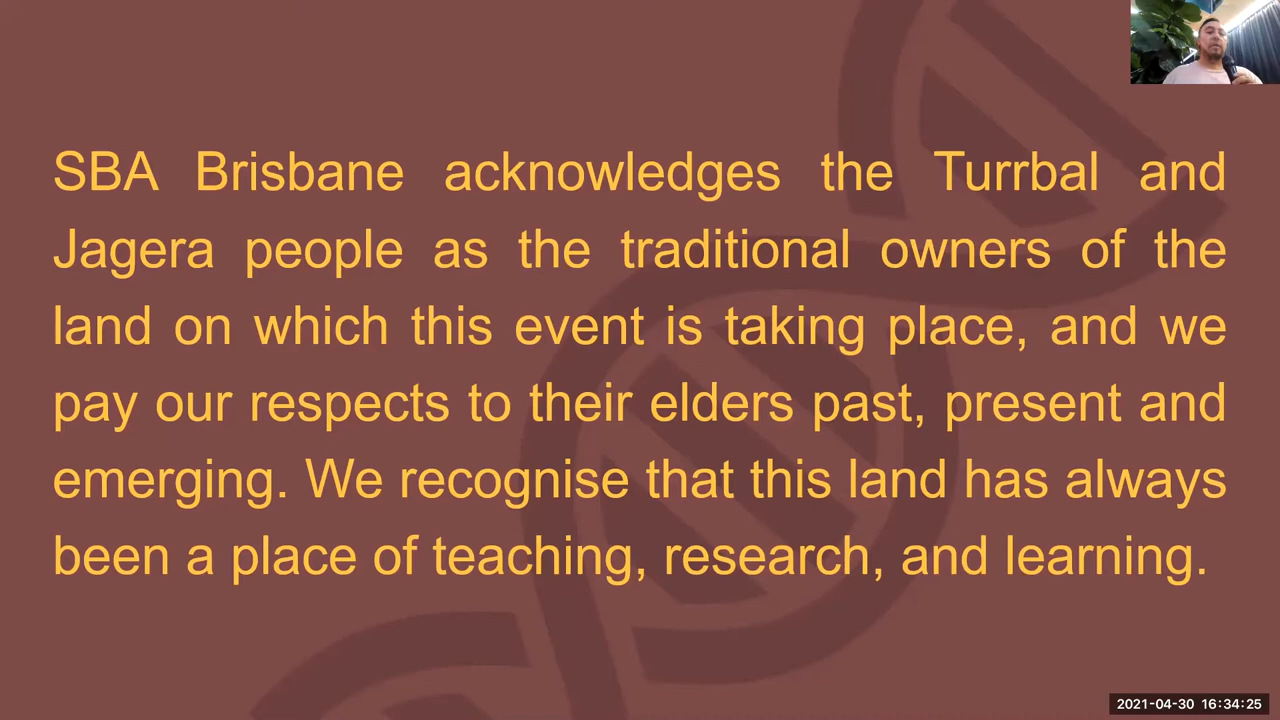 SBA Brisbane acknowledges the Turrbal and
Jagera people as the traditional owners of the
land on which this event is taking place, and we
pay our respects to their elders past, present and
emerging. We recognise that this land has always
been a place of teaching, research, and learning.
2021-04-30 16:34:25